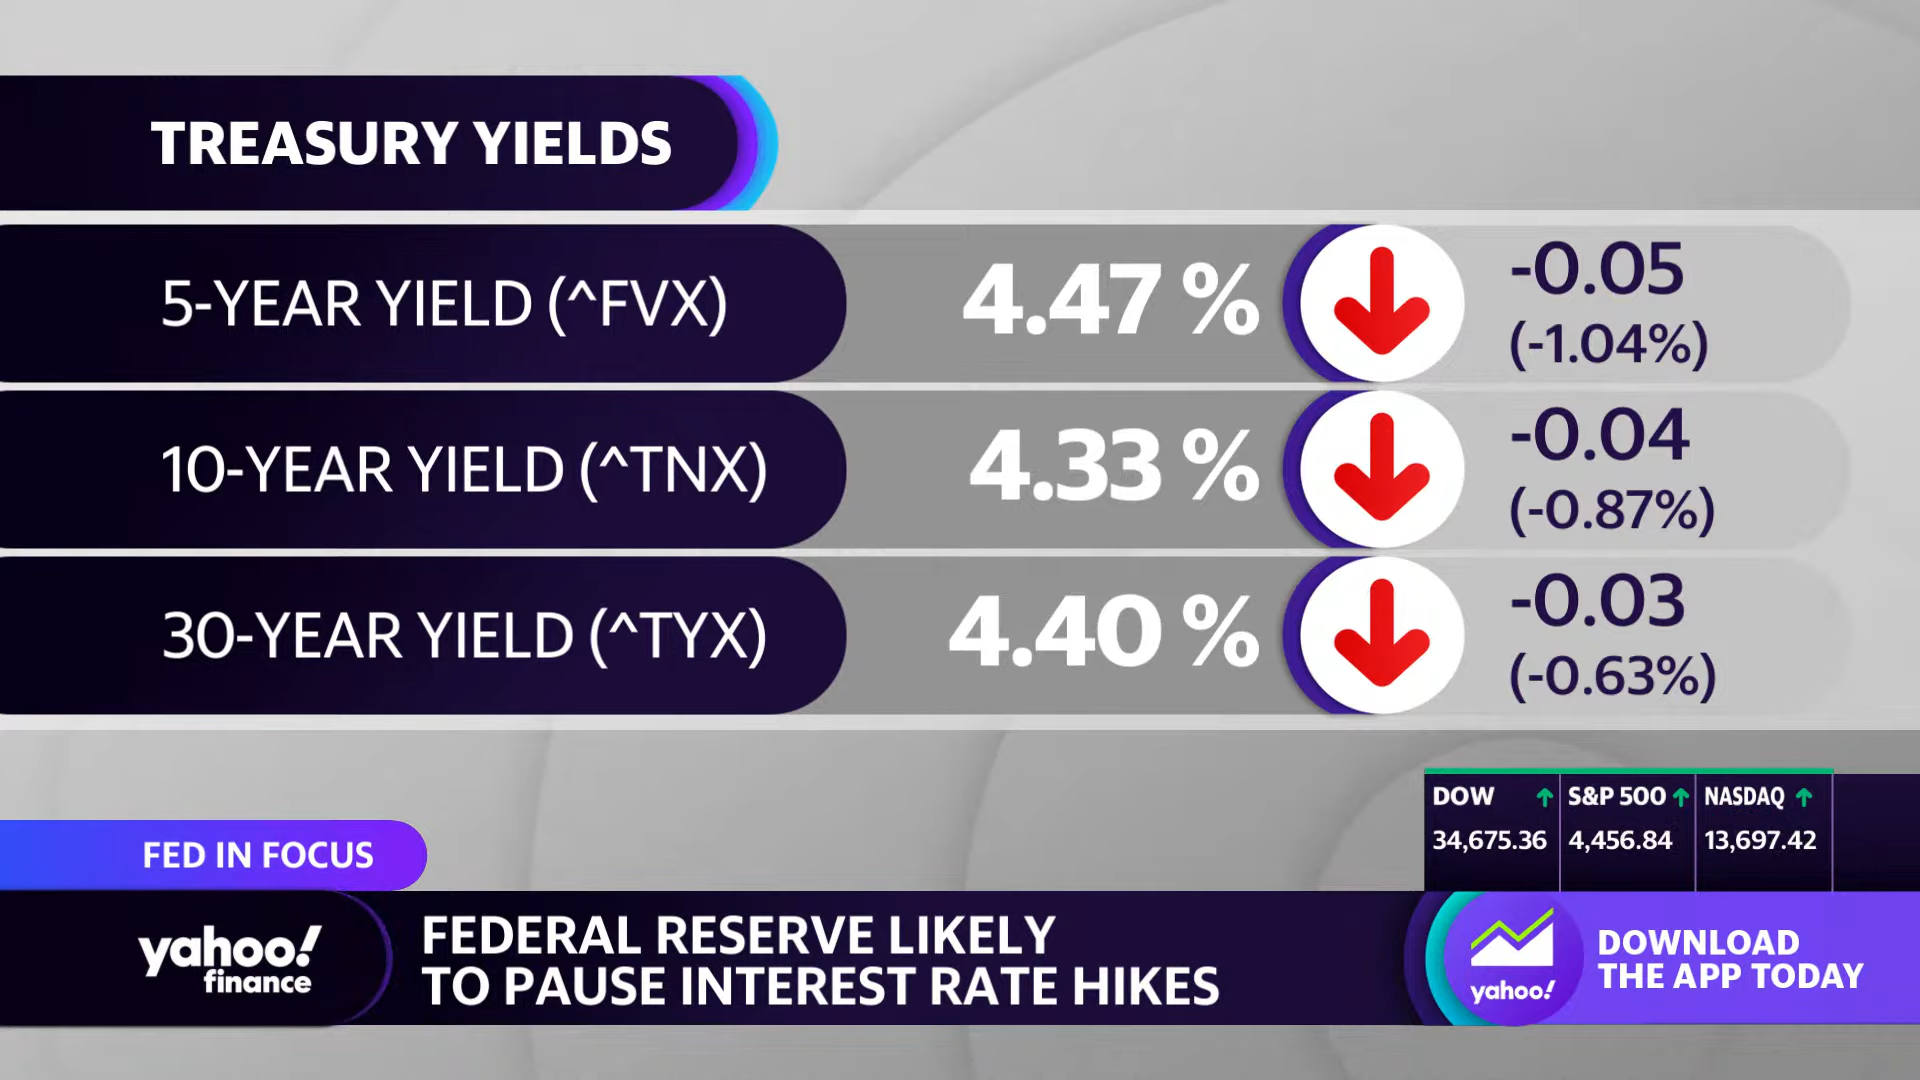 TREASURY YIELDS
5-YEAR YIELD (^FVX) 4.47 % -0.05
(-1.04%)
10-YEAR YIELD (^TNX) 4.33 % -0.04
(-0.87%)
30-YEAR YIELD (^TYX) 4.40 % -0.03
(-0.63%)
DOW S&P 500 NASDAQ
34,675.36 4,456.84 13,697.42
FED IN FOCUS
yahoo!
finance
FEDERAL RESERVE LIKELY
TO PAUSE INTEREST RATE HIKES
yahoo!
DOWNLOAD
THE APP TODAY